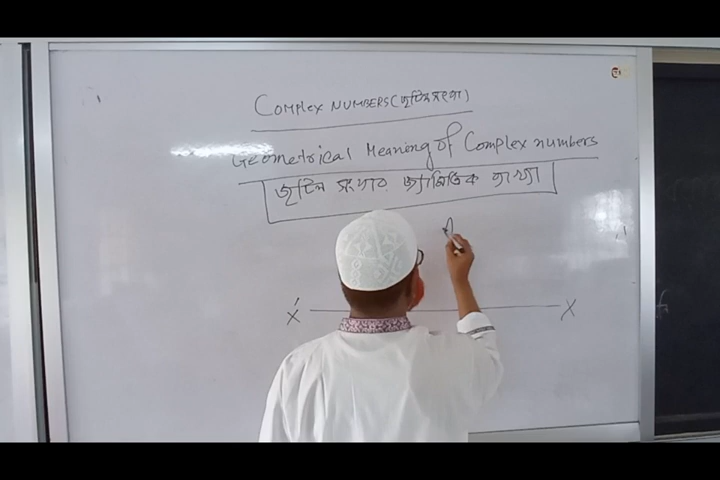 COMPLEX NUMBERS (জটিল সংখ্যা)
Geometrical Meaning of Complex numbers
জটিল সংখ্যার জ্যামিতিক ব্যাখ্যা
X' X